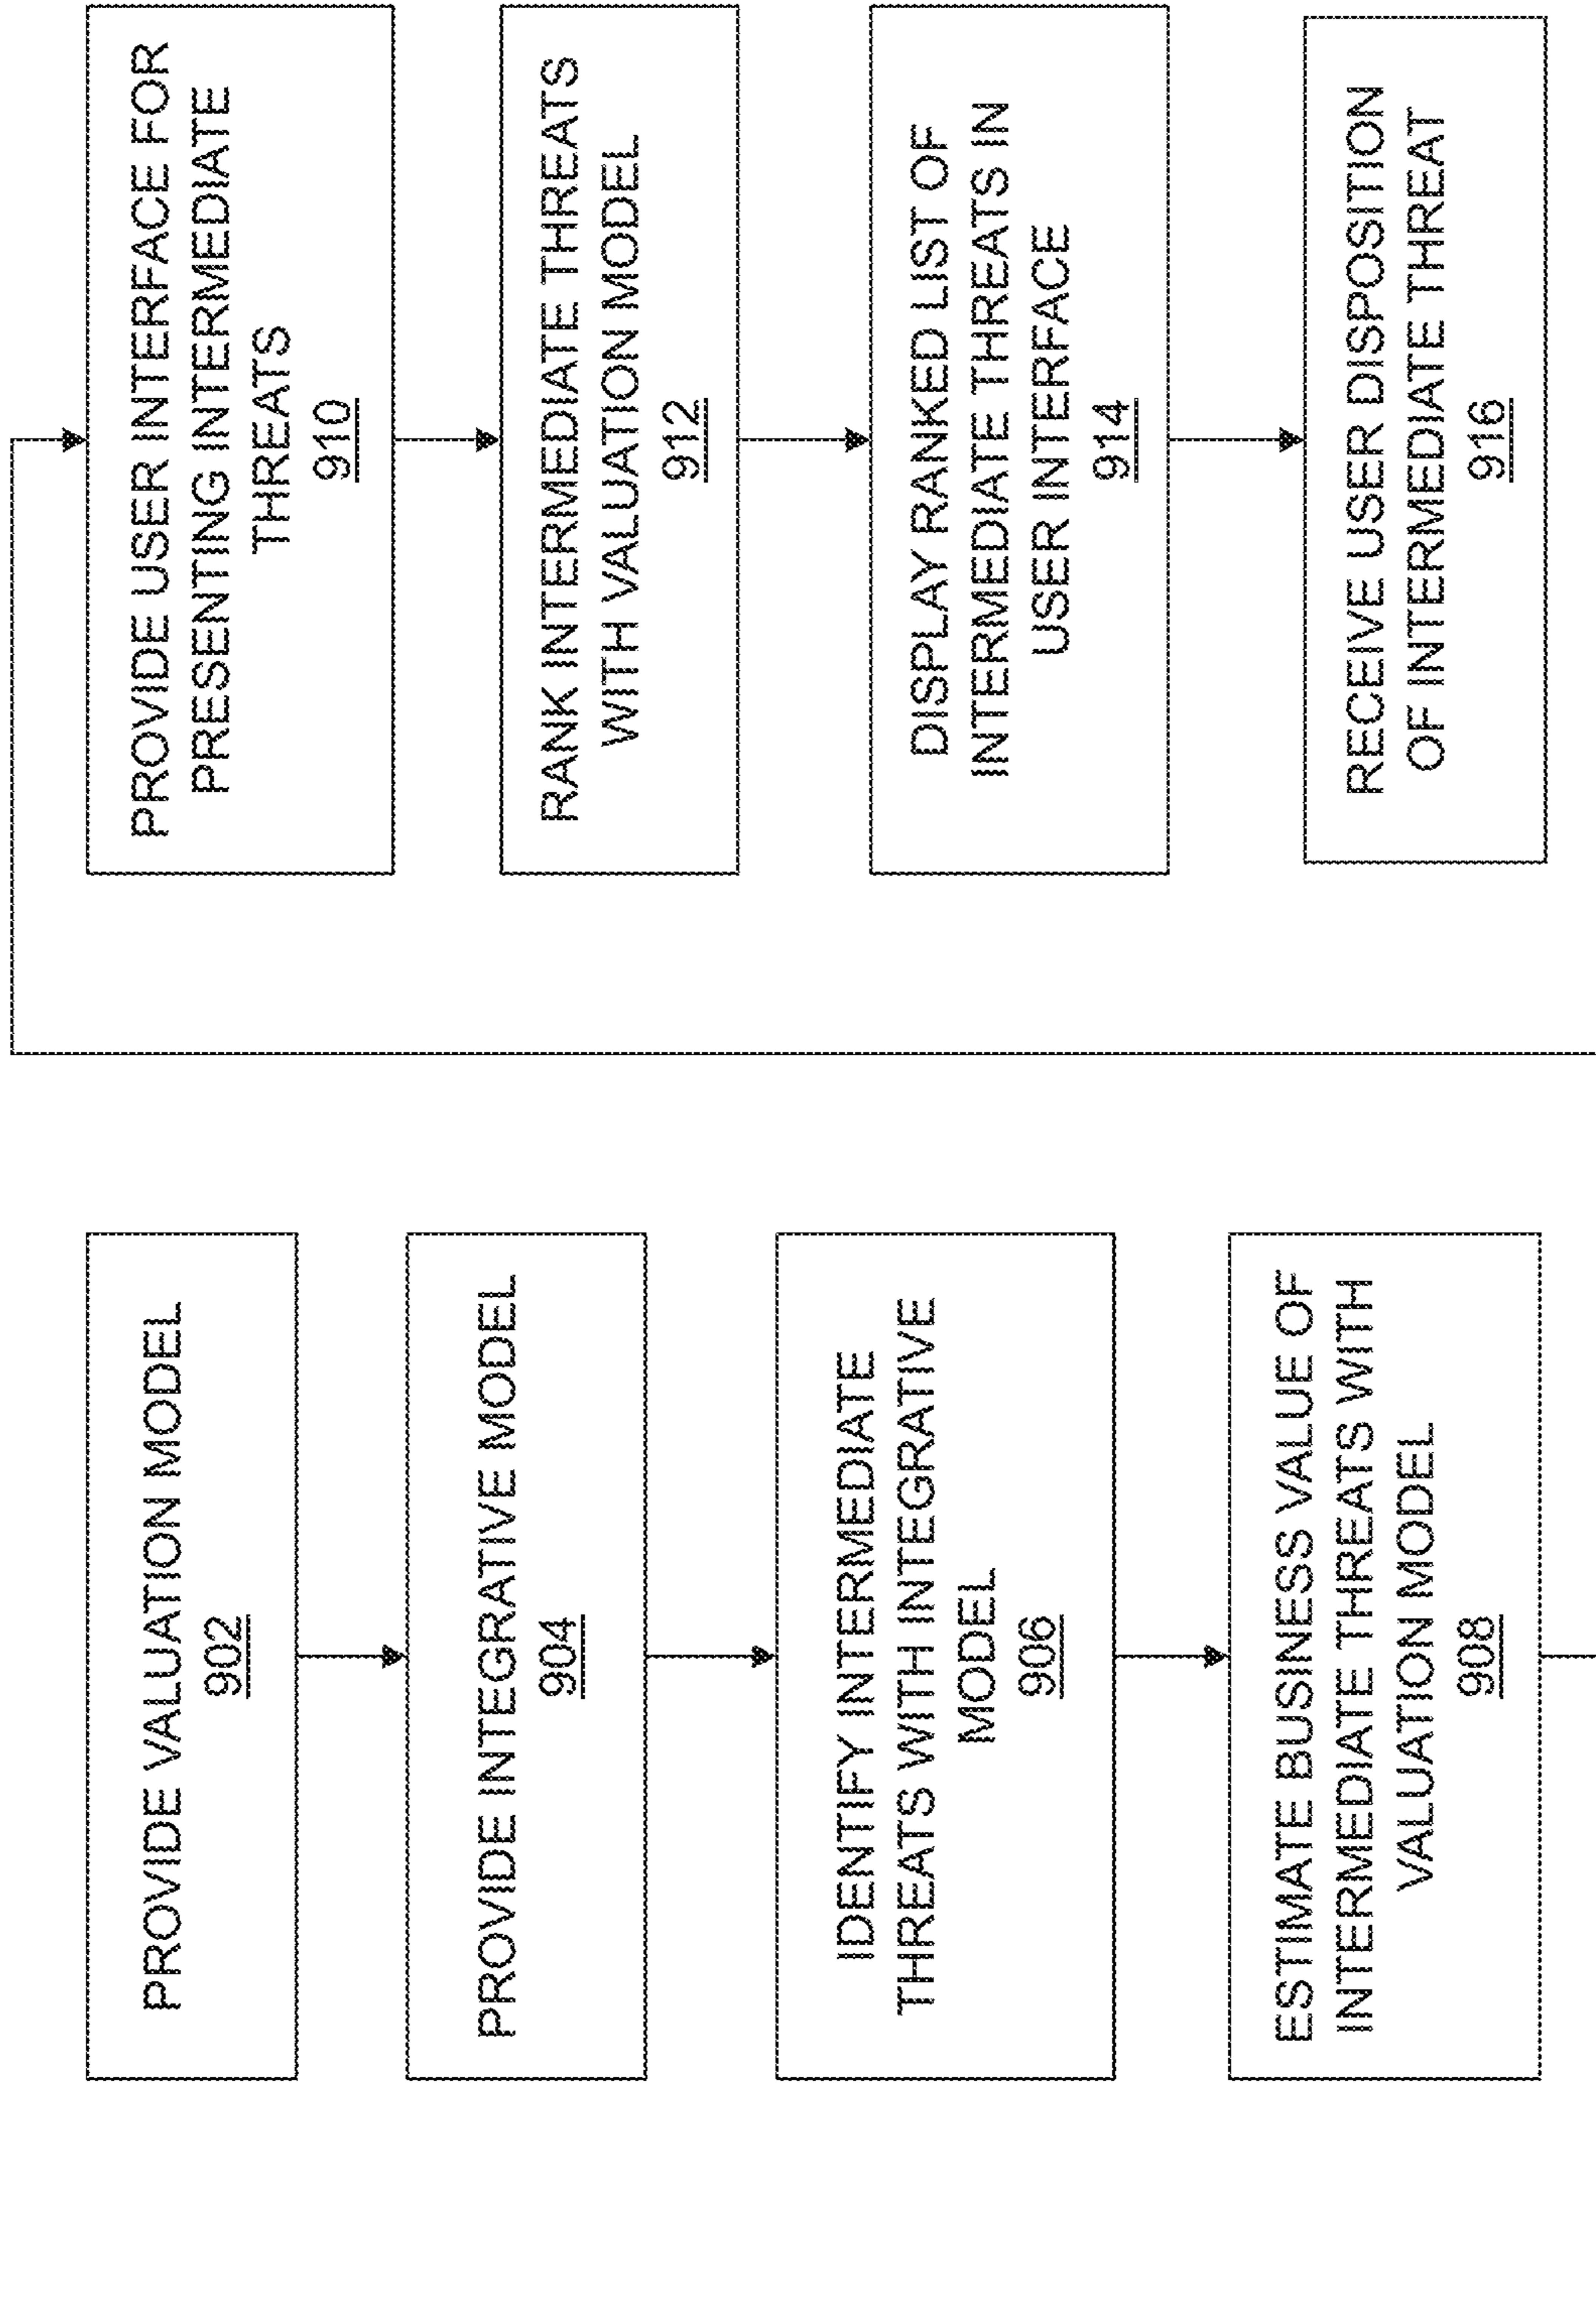 PROVIDE VALUATION MODEL
902
PROVIDE INTEGRATIVE MODEL
904
IDENTIFY INTERMEDIATE
THREATS WITH INTEGRATIVE
MODEL
906
ESTIMATE BUSINESS VALUE OF
INTERMEDIATE THREATS WITH
VALUATION MODEL
908
PROVIDE USER INTERFACE FOR
PRESENTING INTERMEDIATE
THREATS
910
RANK INTERMEDIATE THREATS
WITH VALUATION MODEL
912
DISPLAY RANKED LIST OF
INTERMEDIATE THREATS IN
USER INTERFACE
914
RECEIVE USER DISPOSITION
OF INTERMEDIATE THREAT
916